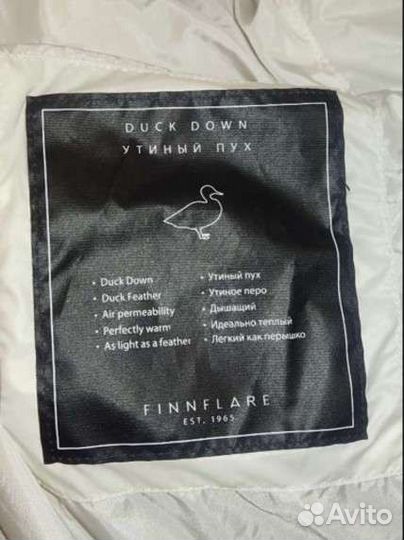 DUCK DOWN
УТИНЫЙ ПУХ
• Duck Down
• Duck Feather
• Air permeability
• Perfectly warm
• As light as a feather
• Утиный пух
• Утиное перо
• Дышащий
• Идеально теплый
• Легкий как перышко
FINNFLARE
EST. 1965
Avito